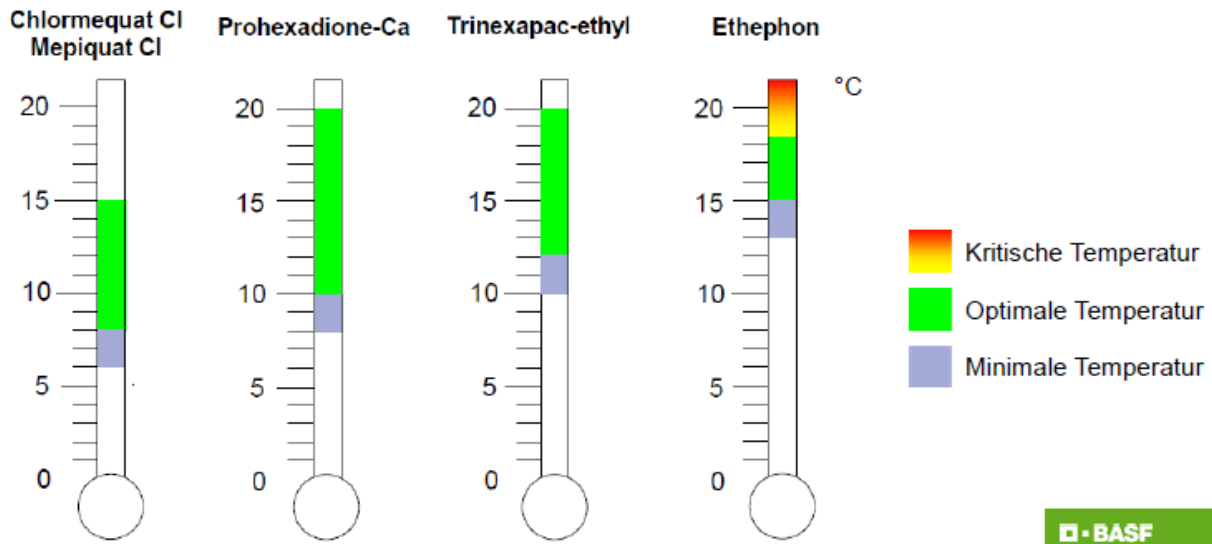 Chlormequat Cl
Mepiquat Cl
Prohexadione-Ca
Trinexapac-ethyl
Ethephon
20
15
10
5
0
20
15
10
5
0
20
15
10
5
0
20
15
10
5
0
°C
Kritische Temperatur
Optimale Temperatur
Minimale Temperatur
BASF